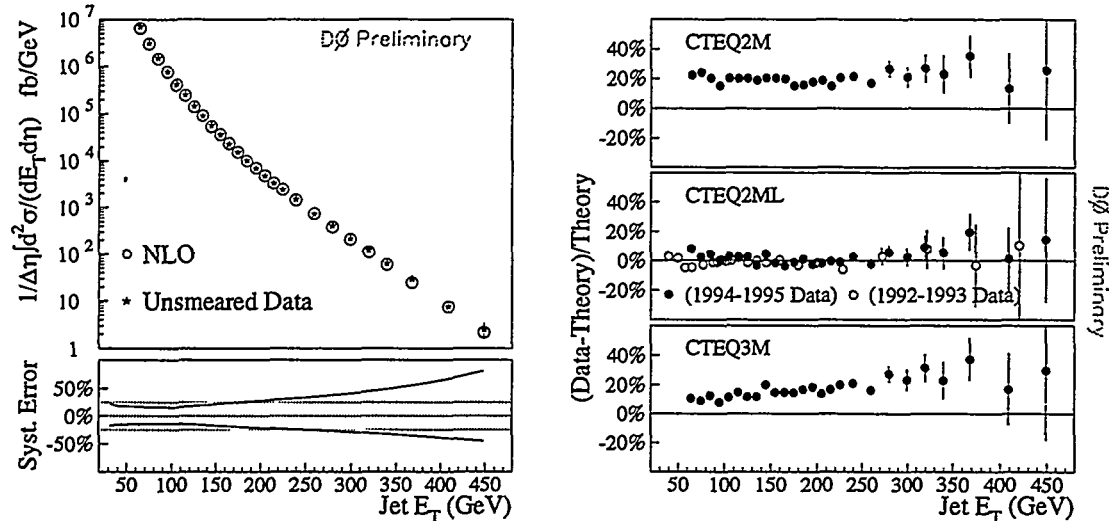 DØ Preliminary
1/Δη∫d²σ/(dE_T dη) fb/GeV
10⁷
10⁶
10⁵
10⁴
10³
10²
10
1
NLO
Unsmeared Data
Syst. Error
50%
0%
-50%
50 100 150 200 250 300 350 400 450
Jet E_T (GeV)
(Data-Theory)/Theory
CTEQ2M
40%
20%
0%
-20%
CTEQ2ML
40%
20%
0%
-20%
(1994-1995 Data) (1992-1993 Data)
CTEQ3M
40%
20%
0%
-20%
50 100 150 200 250 300 350 400 450
Jet E_T (GeV)
DØ Preliminary